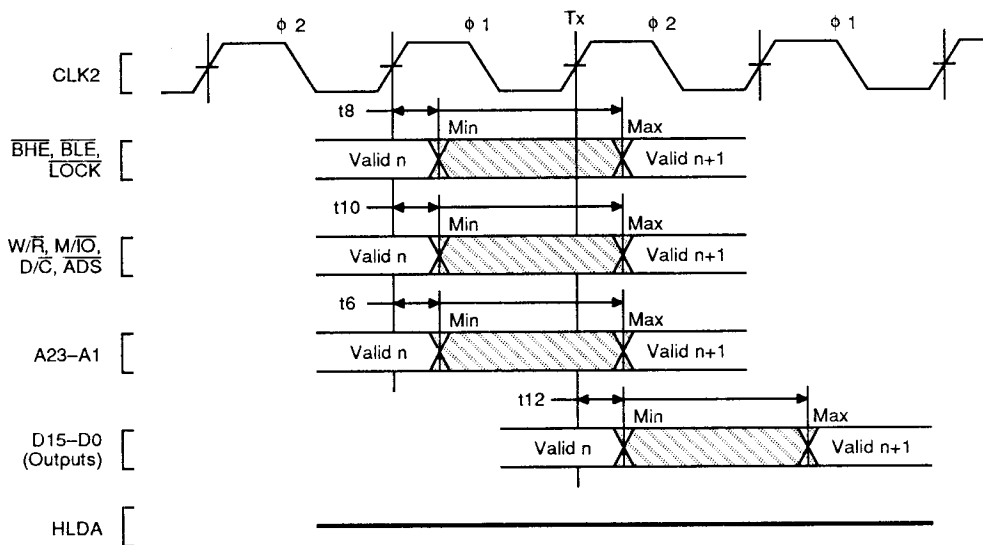 Tx
ϕ 2 ϕ 1 ϕ 2 ϕ 1
CLK2
t8
Min Max
BHE, BLE,
LOCK
Valid n Valid n+1
t10
W/R, M/IO,
D/C, ADS
Min Max
Valid n Valid n+1
t6
Min Max
A23–A1
Valid n Valid n+1
t12
Min Max
D15–D0
(Outputs)
Valid n Valid n+1
HLDA